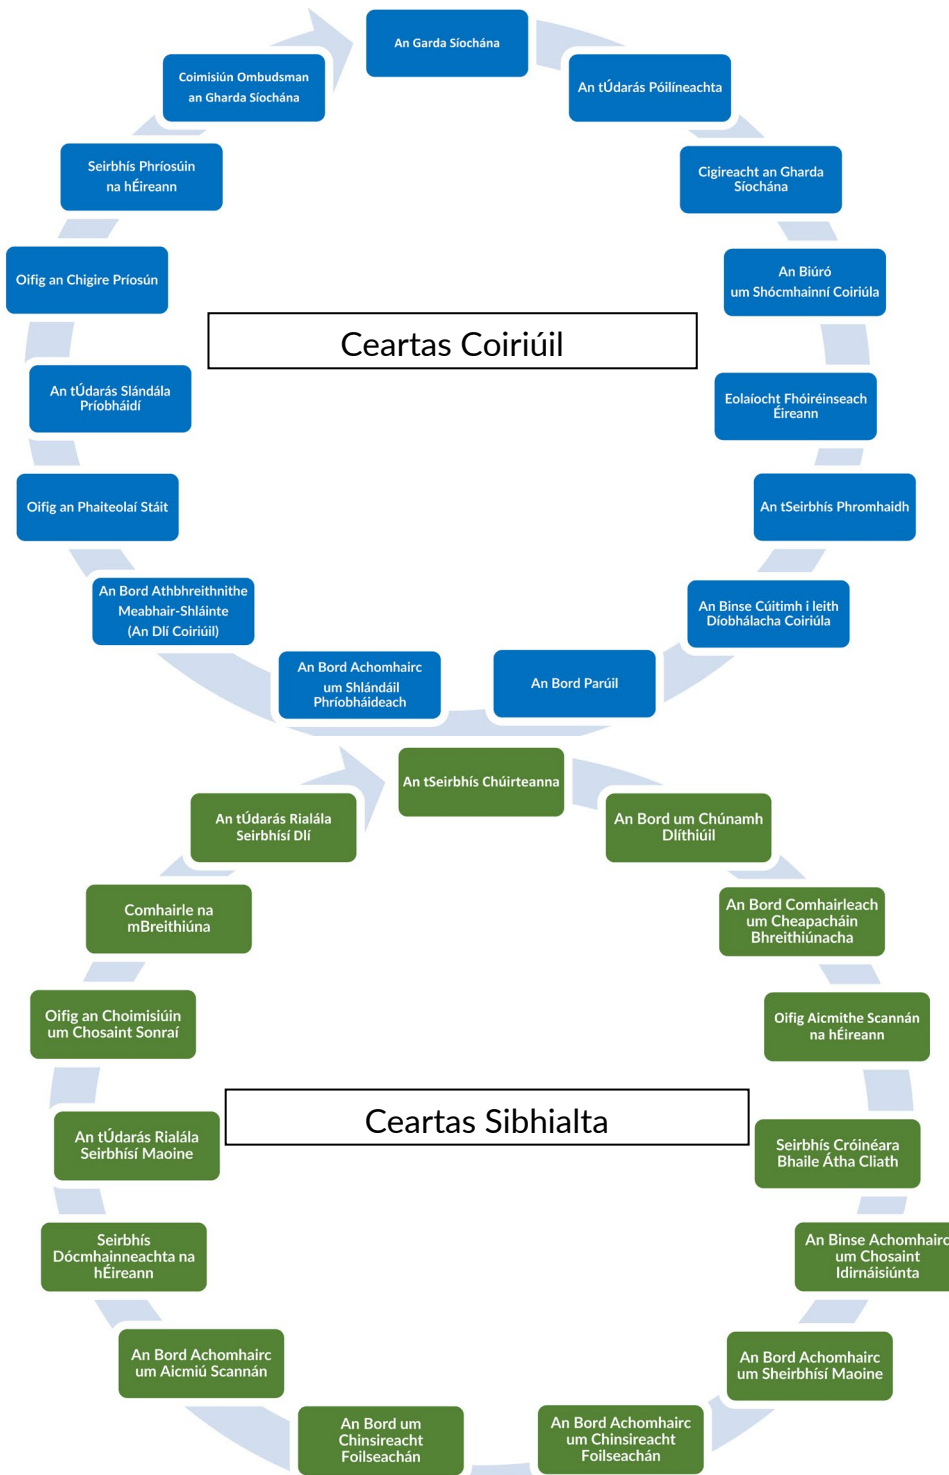 An Garda Síochána
An tÚdarás Póilíneachta
Cigireacht an Gharda
Síochána
An Biúró
um Shócmhainní Coiriúla
Eolaíocht Fhóiréinseach
Éireann
An tSeirbhís Phromhaidh
An Binse Cúitimh i leith
Díobhálacha Coiriúla
An Bord Parúil
An Bord Achomhairc
um Shlándáil
Phríobháideach
An Bord Athbhreithnithe
Meabhair-Shláinte
(An Dlí Coiriúil)
Oifig an Phaiteolaí Stáit
An tÚdarás Slándála
Príobháidí
Oifig an Chigire Príosún
Seirbhís Phríosúin
na hÉireann
Coimisiún Ombudsman
an Gharda Síochána
Ceartas Coiriúil
An tSeirbhís Chúirteanna
An Bord um Chúnamh
Dlíthiúil
An Bord Comhairleach
um Cheapacháin
Bhreithiúnacha
Oifig Aicmithe Scannán
na hÉireann
Seirbhís Cróinéara
Bhaile Átha Cliath
An Binse Achomhairc
um Chosaint
Idirnáisiúnta
An Bord Achomhairc
um Sheirbhísí Maoine
An Bord Achomhairc
um Chinsireacht
Foilseachán
An Bord um
Chinsireacht
Foilseachán
An Bord Achomhairc
um Aicmiú Scannán
Seirbhís
Dócmhainneachta na
hÉireann
An tÚdarás Rialála
Seirbhísí Maoine
Oifig an Choimisiúin
um Chosaint Sonraí
Comhairle na
mBreithiúna
An tÚdarás Rialála
Seirbhísí Dlí
Ceartas Sibhialta